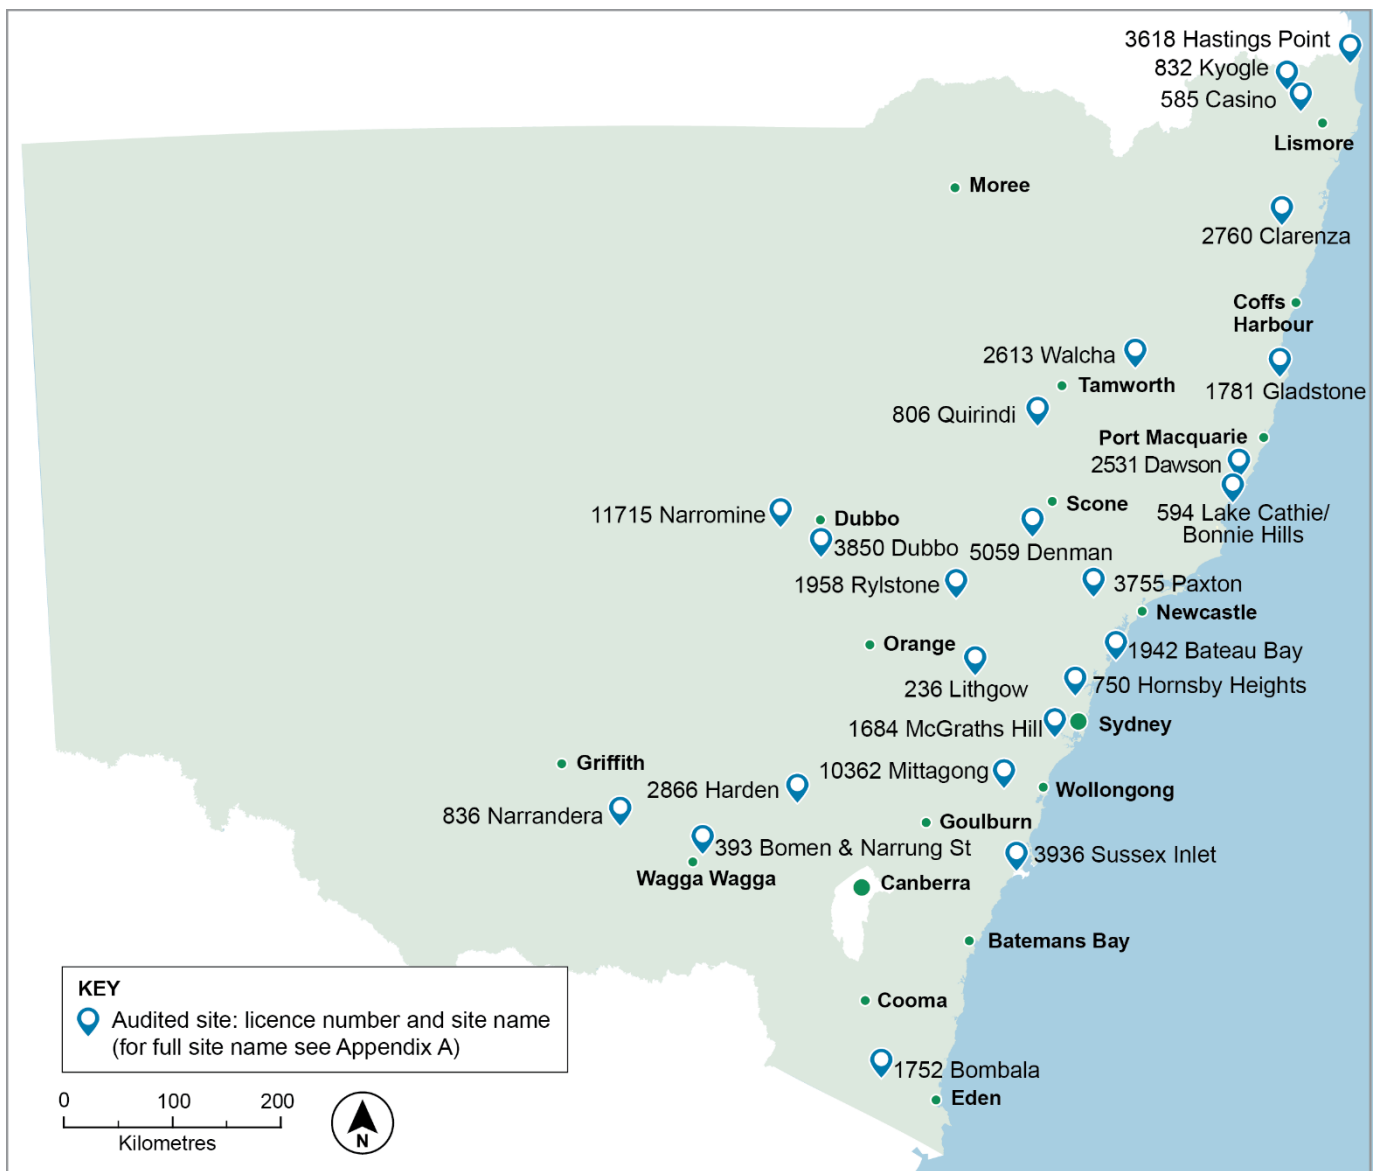 3618 Hastings Point
832 Kyogle
585 Casino
Lismore
Moree
2760 Clarenza
Coffs
Harbour
2613 Walcha
Tamworth
1781 Gladstone
806 Quirindi
Port Macquarie
2531 Dawson
Scone
594 Lake Cathie/
Bonnie Hills
11715 Narromine
Dubbo
3850 Dubbo
5059 Denman
1958 Rylstone
3755 Paxton
Newcastle
Orange
1942 Bateau Bay
236 Lithgow
750 Hornsby Heights
1684 McGraths Hill
Sydney
Griffith
10362 Mittagong
2866 Harden
Wollongong
836 Narrandera
Goulburn
393 Bomen & Narrung St
3936 Sussex Inlet
Wagga Wagga
Canberra
Batemans Bay
Cooma
1752 Bombala
Eden
KEY
Audited site: licence number and site name
(for full site name see Appendix A)
0 100 200
Kilometres
N